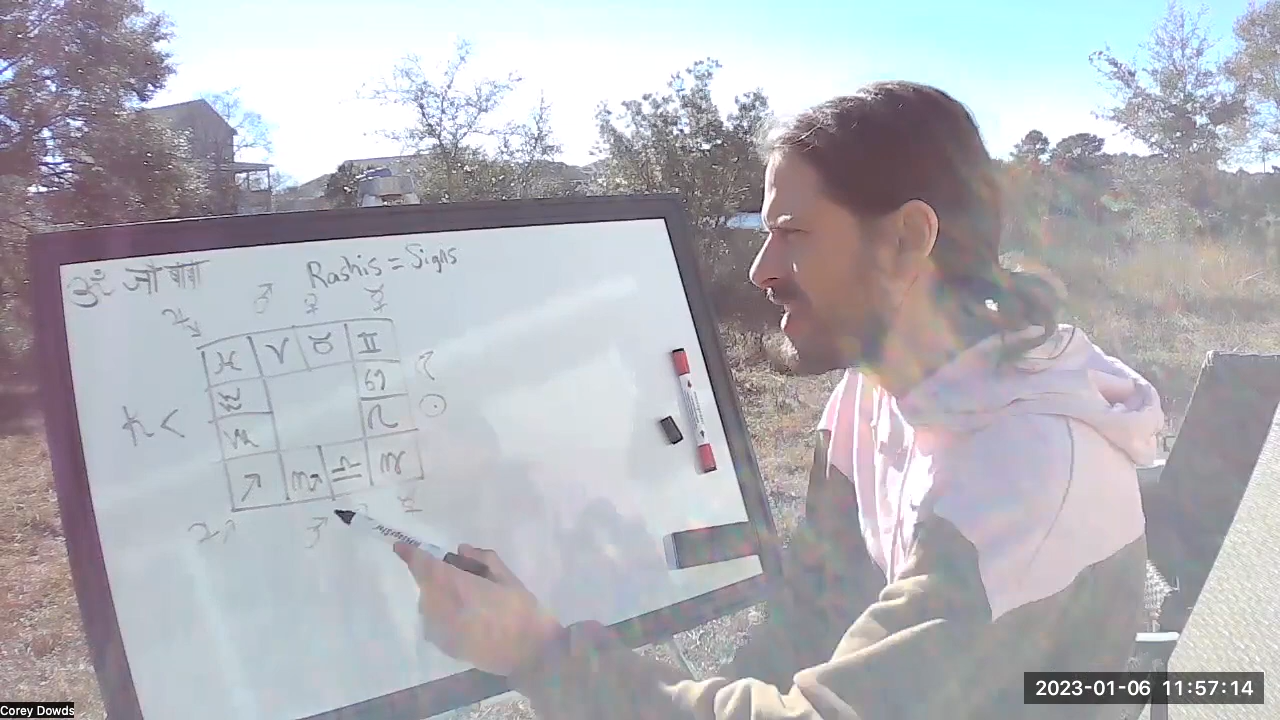 ॐ जी बाबा
Rashis = Signs
♃ ♂ ♀ ☿
♓ ♈ ♉ ♊
♒ ♋ ☾
♄ < ♑ ♌ ☉
♐ ♏ ♎ ♍
♃ ♂ ♀ ☿
2023-01-06 11:57:14
Corey Dowds